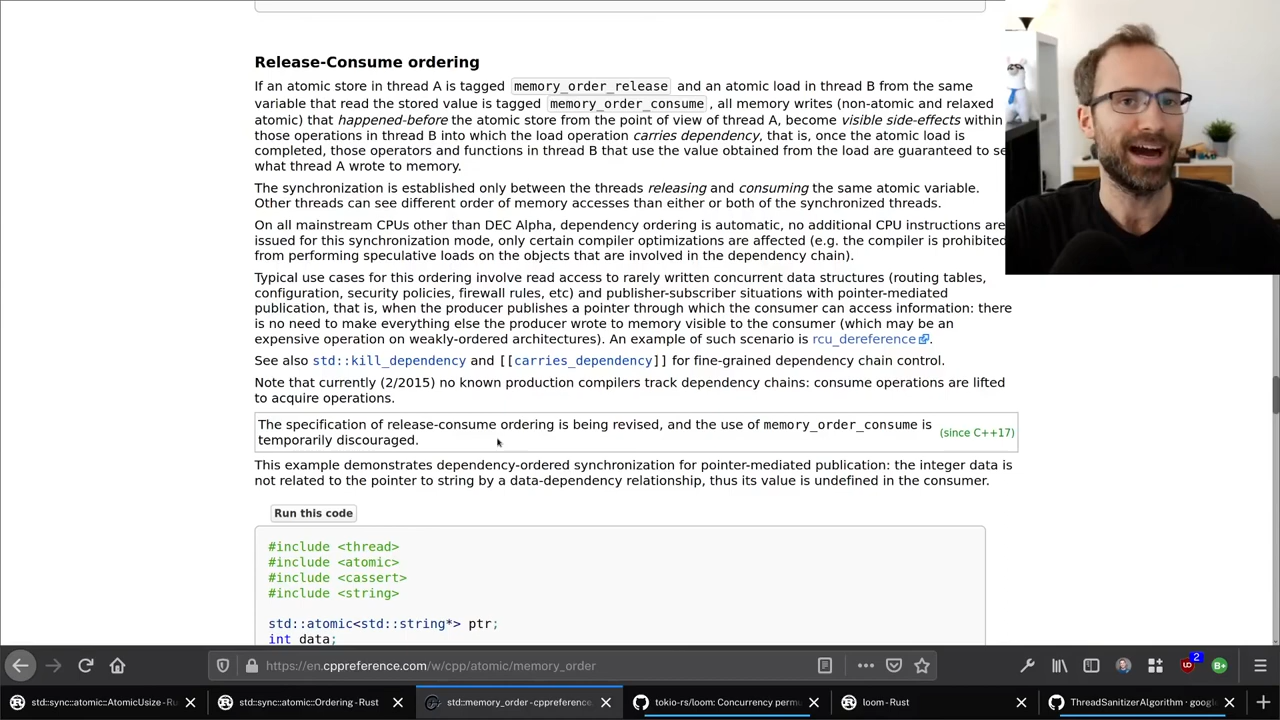 Release-Consume ordering
If an atomic store in thread A is tagged memory_order_release and an atomic load in thread B from the same
variable that read the stored value is tagged memory_order_consume, all memory writes (non-atomic and relaxed
atomic) that happened-before the atomic store from the point of view of thread A, become visible side-effects within
those operations in thread B into which the load operation carries dependency, that is, once the atomic load is
completed, those operators and functions in thread B that use the value obtained from the load are guaranteed to se
what thread A wrote to memory.
The synchronization is established only between the threads releasing and consuming the same atomic variable.
Other threads can see different order of memory accesses than either or both of the synchronized threads.
On all mainstream CPUs other than DEC Alpha, dependency ordering is automatic, no additional CPU instructions are
issued for this synchronization mode, only certain compiler optimizations are affected (e.g. the compiler is prohibited
from performing speculative loads on the objects that are involved in the dependency chain).
Typical use cases for this ordering involve read access to rarely written concurrent data structures (routing tables,
configuration, security policies, firewall rules, etc) and publisher-subscriber situations with pointer-mediated
publication, that is, when the producer publishes a pointer through which the consumer can access information: there
is no need to make everything else the producer wrote to memory visible to the consumer (which may be an
expensive operation on weakly-ordered architectures). An example of such scenario is rcu_dereference.
See also std::kill_dependency and [[carries_dependency]] for fine-grained dependency chain control.
Note that currently (2/2015) no known production compilers track dependency chains: consume operations are lifted
to acquire operations.
The specification of release-consume ordering is being revised, and the use of memory_order_consume is
temporarily discouraged.
(since C++17)
This example demonstrates dependency-ordered synchronization for pointer-mediated publication: the integer data is
not related to the pointer to string by a data-dependency relationship, thus its value is undefined in the consumer.
Run this code
#include <thread>
#include <atomic>
#include <cassert>
#include <string>
std::atomic<std::string*> ptr;
int data;
https://en.cppreference.com/w/cpp/atomic/memory_order
2
std::sync::atomic::AtomicUsize - Ru
std::sync::atomic::Ordering - Rust
std::memory_order - cppreference.
tokio-rs/loom: Concurrency permu
loom - Rust
ThreadSanitizerAlgorithm · google